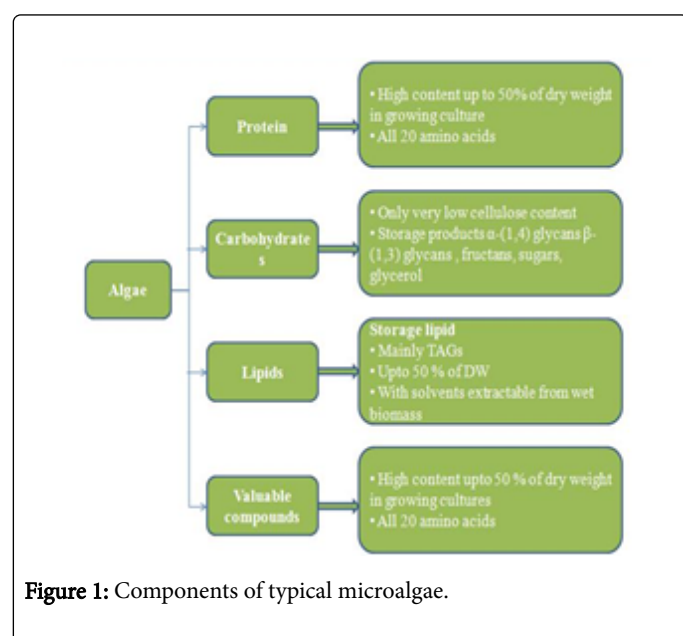 Algae
Protein
• High content up to 50% of dry weight
in growing culture
• All 20 amino acids
Carbohydrate
s
• Only very low cellulose content
• Storage products α-(1,4) glycans β-
(1,3) glycans , fructans, sugars,
glycerol
Lipids
Storage lipid
• Mainly TAGs
• Upto 50 % of DW
• With solvents extractable from wet
biomass
Valuable
compounds
• High content upto 50 % of dry weight
in growing cultures
• All 20 amino acids
Figure 1: Components of typical microalgae.